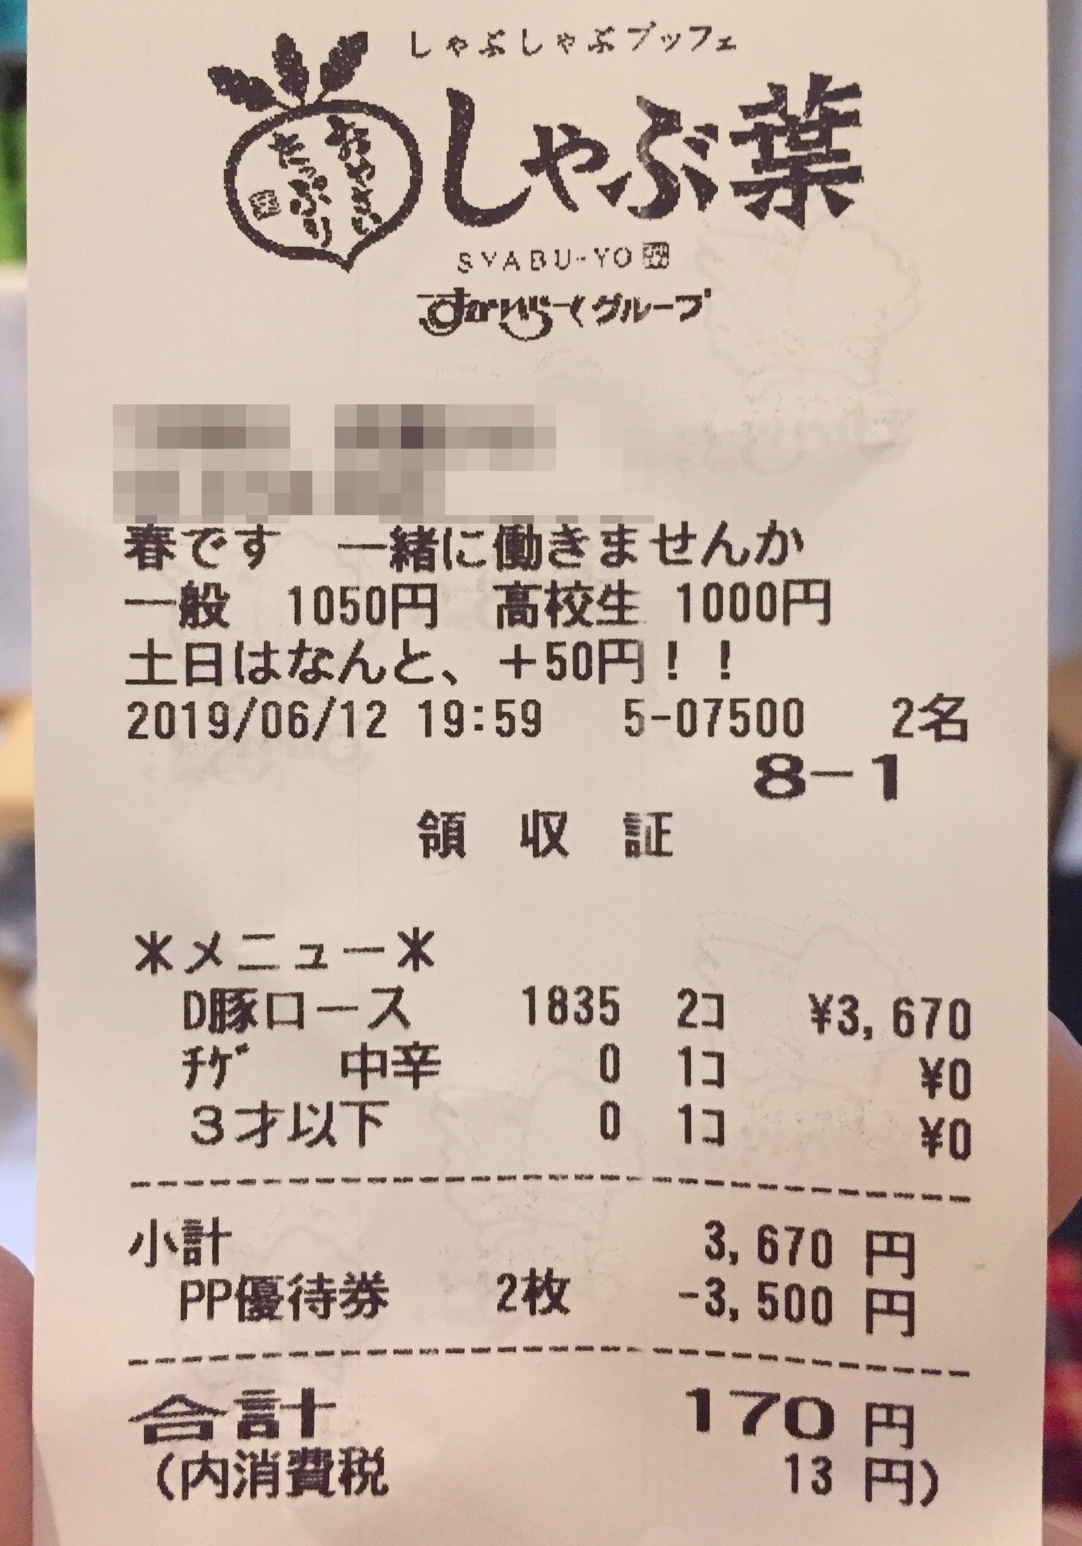 しゃぶしゃぶブッフェ
おやさい
たっぷり
しゃぶ葉
SYABU-YO
すかいらーくグループ
春です　一緒に働きませんか
一般　1050円　高校生 1000円
土日はなんと、＋50円！！
2019/06/12 19:59 5-07500 2名
8-1
領 収 証
＊メニュー＊
D豚ロース 1835 2コ ¥3,670
ﾁｹﾞ 中辛 0 1コ ¥0
３才以下 0 1コ ¥0
小計 3,670 円
PP優待券 2枚 -3,500 円
合計 170 円
(内消費税 13 円)